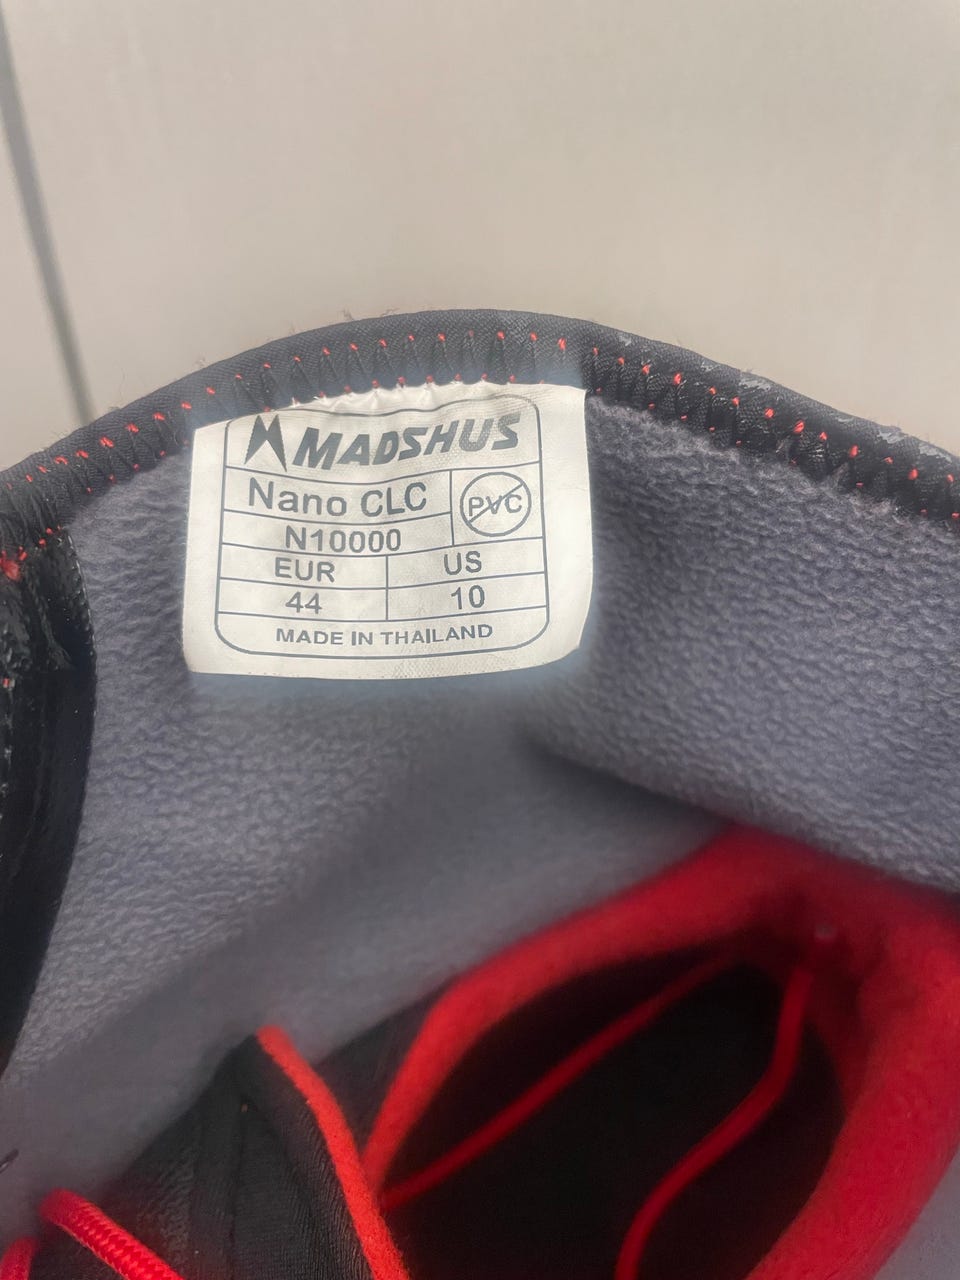 MADSHUS
Nano CLC
PVC
N10000
EUR US
44 10
MADE IN THAILAND